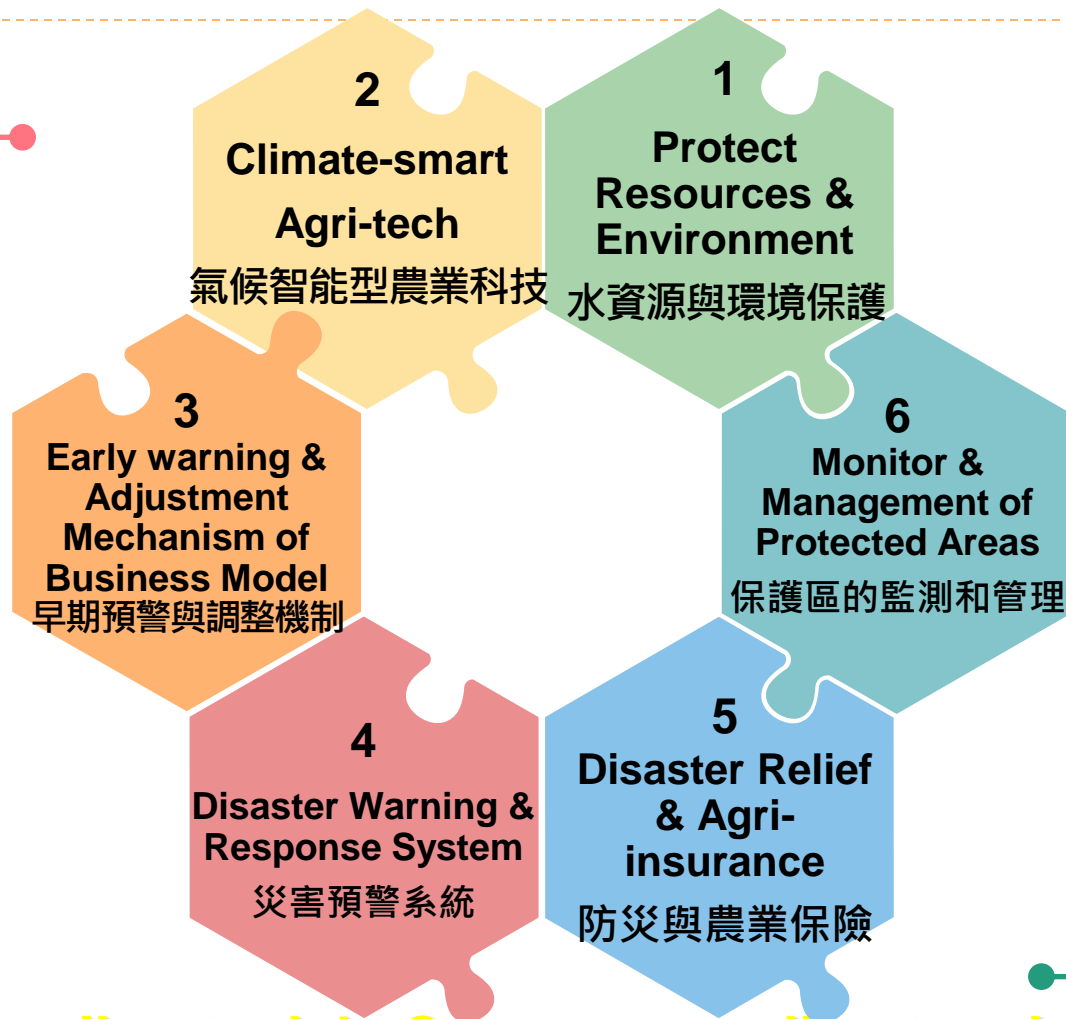 1
Protect
Resources &
Environment
水資源與環境保護
2
Climate-smart
Agri-tech
氣候智能型農業科技
3
Early warning &
Adjustment
Mechanism of
Business Model
早期預警與調整機制
4
Disaster Warning &
Response System
災害預警系統
5
Disaster Relief
& Agri-
insurance
防災與農業保險
6
Monitor &
Management of
Protected Areas
保護區的監測和管理